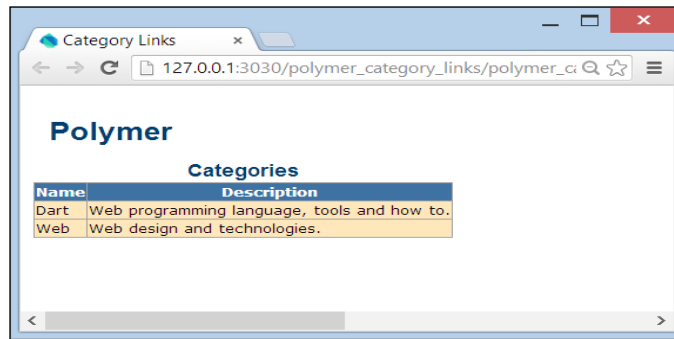 Category Links
127.0.0.1:3030/polymer_category_links/polymer_ca
Polymer
Categories
Name Description
Dart Web programming language, tools and how to.
Web Web design and technologies.